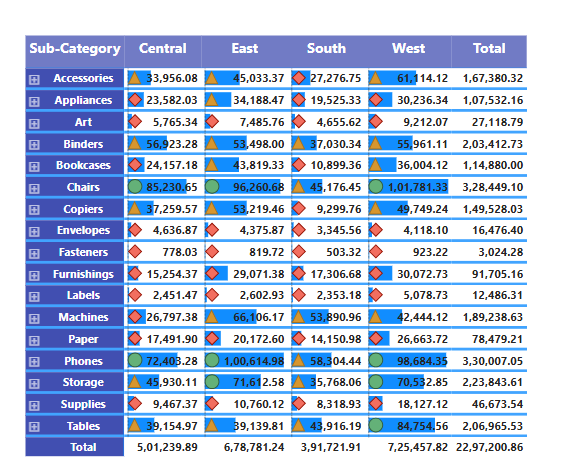 Sub-Category Central East South West Total
Accessories 33,956.08 45,033.37 27,276.75 61,114.12 1,67,380.32
Appliances 23,582.03 34,188.47 19,525.33 30,236.34 1,07,532.16
Art 5,765.34 7,485.76 4,655.62 9,212.07 27,118.79
Binders 56,923.28 53,498.00 37,030.34 55,961.11 2,03,412.73
Bookcases 24,157.18 43,819.33 10,899.36 36,004.12 1,14,880.00
Chairs 85,230.65 96,260.68 45,176.45 1,01,781.33 3,28,449.10
Copiers 37,259.57 53,219.46 9,299.76 49,749.24 1,49,528.03
Envelopes 4,636.87 4,375.87 3,345.56 4,118.10 16,476.40
Fasteners 778.03 819.72 503.32 923.22 3,024.28
Furnishings 15,254.37 29,071.38 17,306.68 30,072.73 91,705.16
Labels 2,451.47 2,602.93 2,353.18 5,078.73 12,486.31
Machines 26,797.38 66,106.17 53,890.96 42,444.12 1,89,238.63
Paper 17,491.90 20,172.60 14,150.98 26,663.72 78,479.21
Phones 72,403.28 1,00,614.98 58,304.44 98,684.35 3,30,007.05
Storage 45,930.11 71,612.58 35,768.06 70,532.85 2,23,843.61
Supplies 9,467.37 10,760.12 8,318.93 18,127.12 46,673.54
Tables 39,154.97 39,139.81 43,916.19 84,754.56 2,06,965.53
Total 5,01,239.89 6,78,781.24 3,91,721.91 7,25,457.82 22,97,200.86